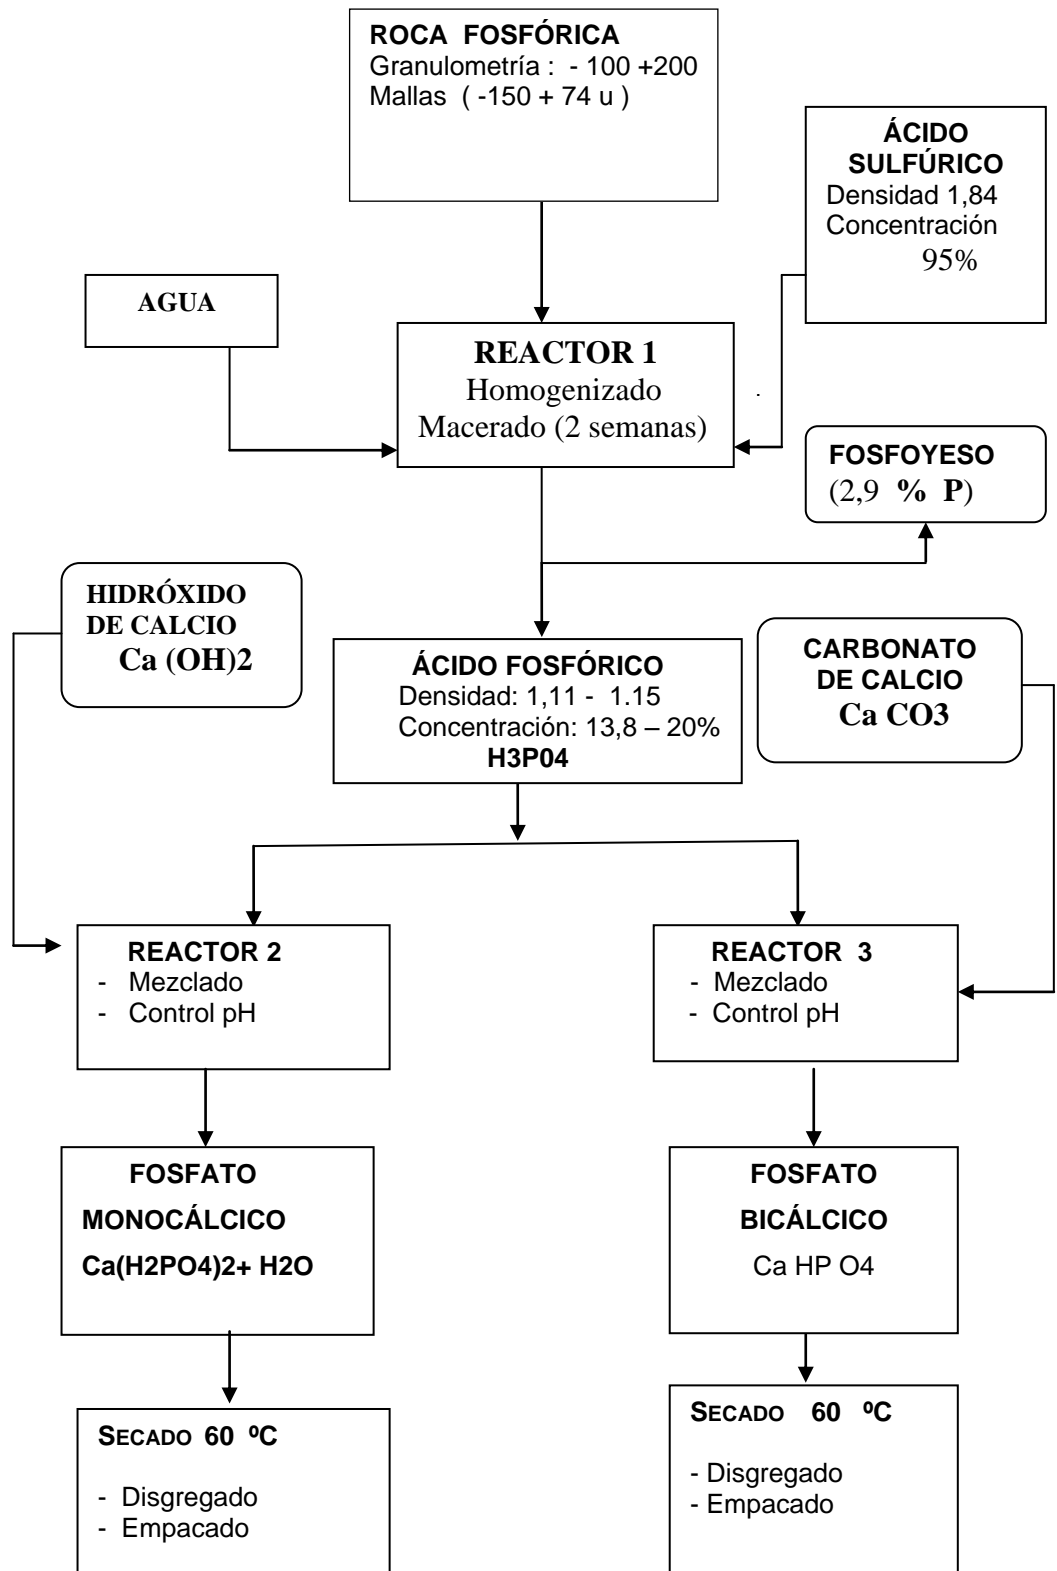 ROCA FOSFÓRICA
Granulometría : - 100 +200
Mallas ( -150 + 74 u )
ÁCIDO
SULFÚRICO
Densidad 1,84
Concentración
95%
AGUA
REACTOR 1
Homogenizado
Macerado (2 semanas)
FOSFOYESO
(2,9 % P)
HIDRÓXIDO
DE CALCIO
Ca (OH)2
ÁCIDO FOSFÓRICO
Densidad: 1,11 - 1.15
Concentración: 13,8 – 20%
H3P04
CARBONATO
DE CALCIO
Ca CO3
REACTOR 2
- Mezclado
- Control pH
REACTOR 3
- Mezclado
- Control pH
FOSFATO
MONOCÁLCICO
Ca(H2PO4)2+ H2O
FOSFATO
BICÁLCICO
Ca HP O4
SECADO 60 ºC
- Disgregado
- Empacado
SECADO 60 ºC
- Disgregado
- Empacado